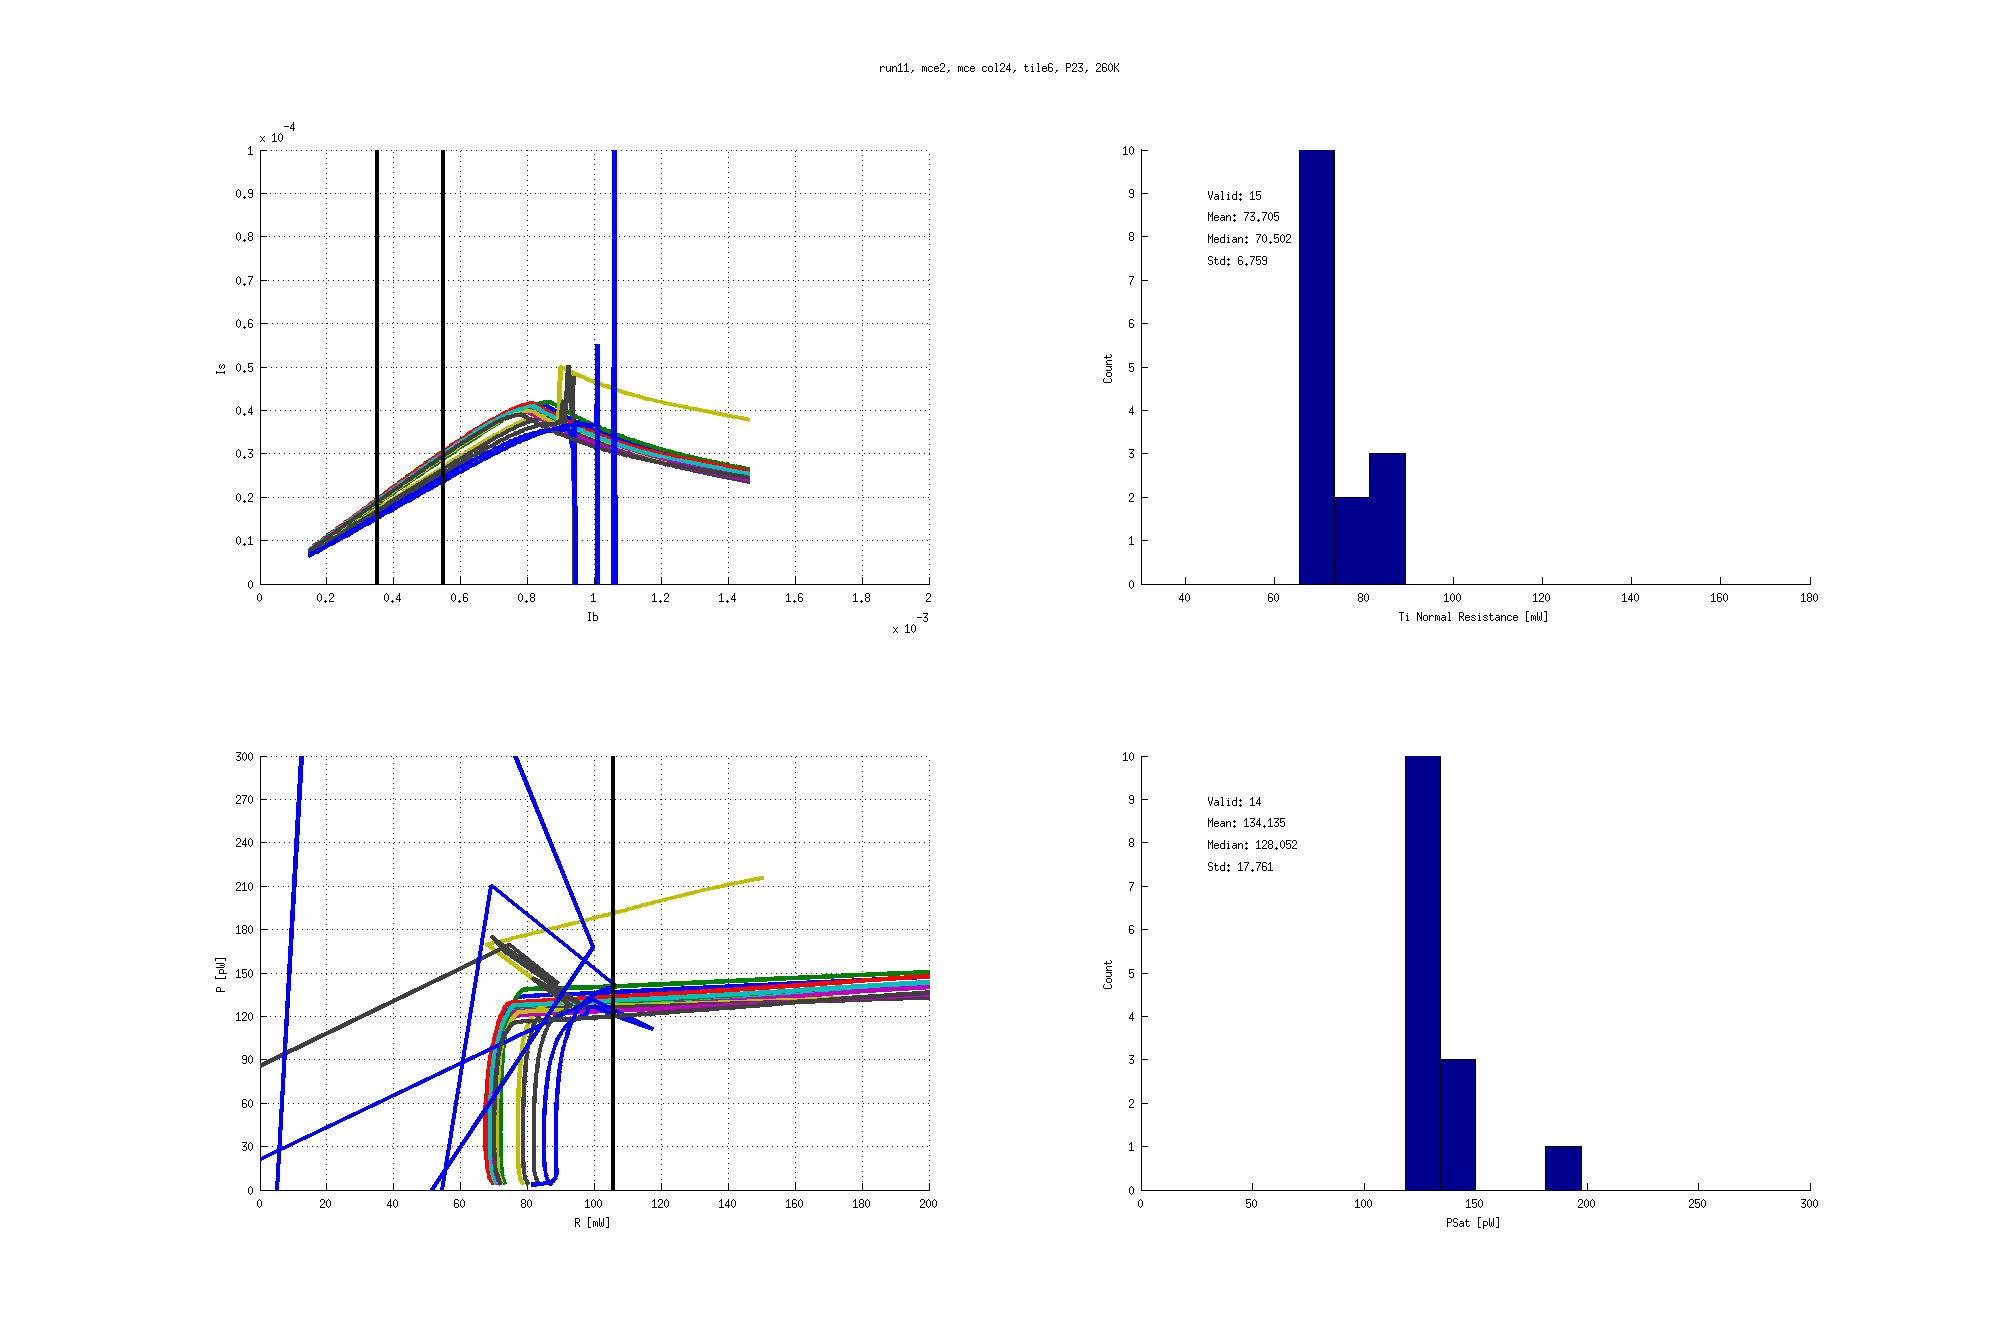 run11, mce2, mce col24, tile6, P23, 260K
x 10^-4
1
0.9
0.8
0.7
0.6
0.5
0.4
0.3
0.2
0.1
0
Is
0 0.2 0.4 0.6 0.8 1 1.2 1.4 1.6 1.8 2
Ib
x 10^-3
10
9
8
7
6
5
4
3
2
1
0
Count
Valid: 15
Mean: 73.705
Median: 70.502
Std: 6.759
40 60 80 100 120 140 160 180
Ti Normal Resistance [mW]
300
270
240
210
180
150
120
90
60
30
0
P [pW]
0 20 40 60 80 100 120 140 160 180 200
R [mW]
10
9
8
7
6
5
4
3
2
1
0
Count
Valid: 14
Mean: 134.135
Median: 128.052
Std: 17.761
0 50 100 150 200 250 300
PSat [pW]